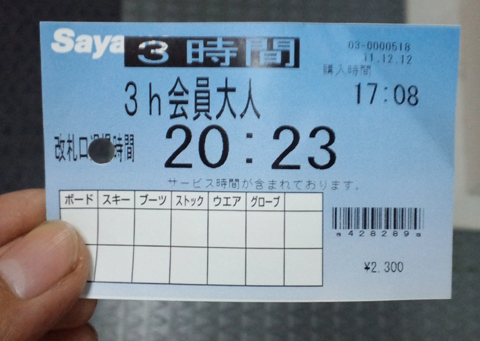 Saya 3時間
03-0000518
11.12.12
購入時間
3h会員大人
17:08
改札口 時間 20:23
サービス時間が含まれております。
ボード スキー ブーツ ストック ウエア グローブ
428289
¥2,300